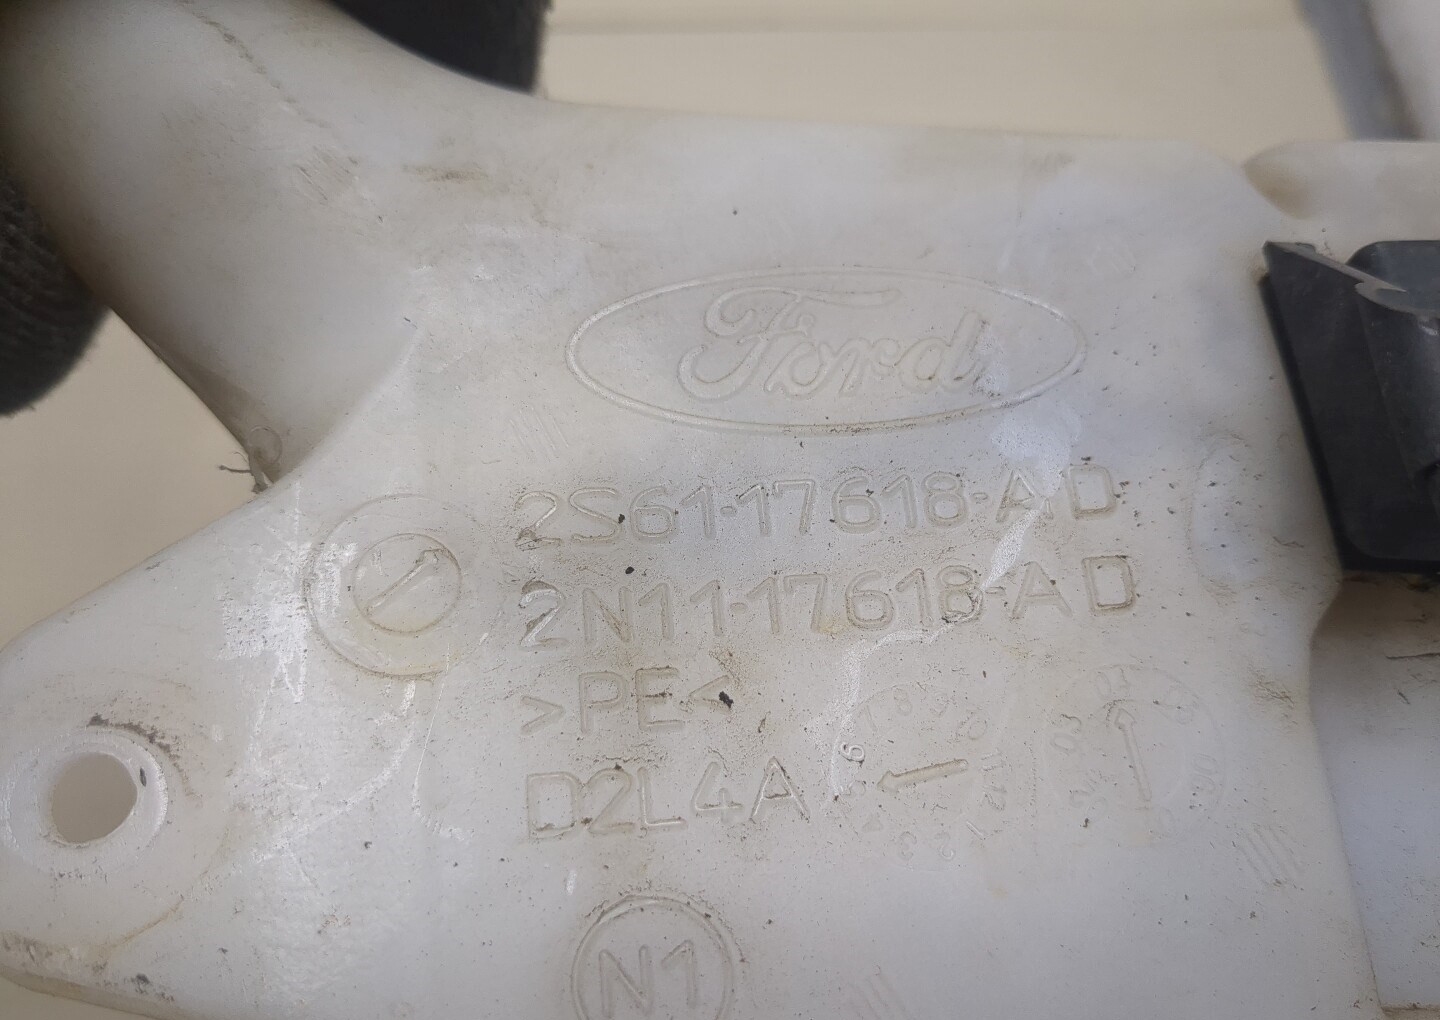 Ford
2S61-17618-AD
2N11-17618-AD
>PE<
D2L4A
N1